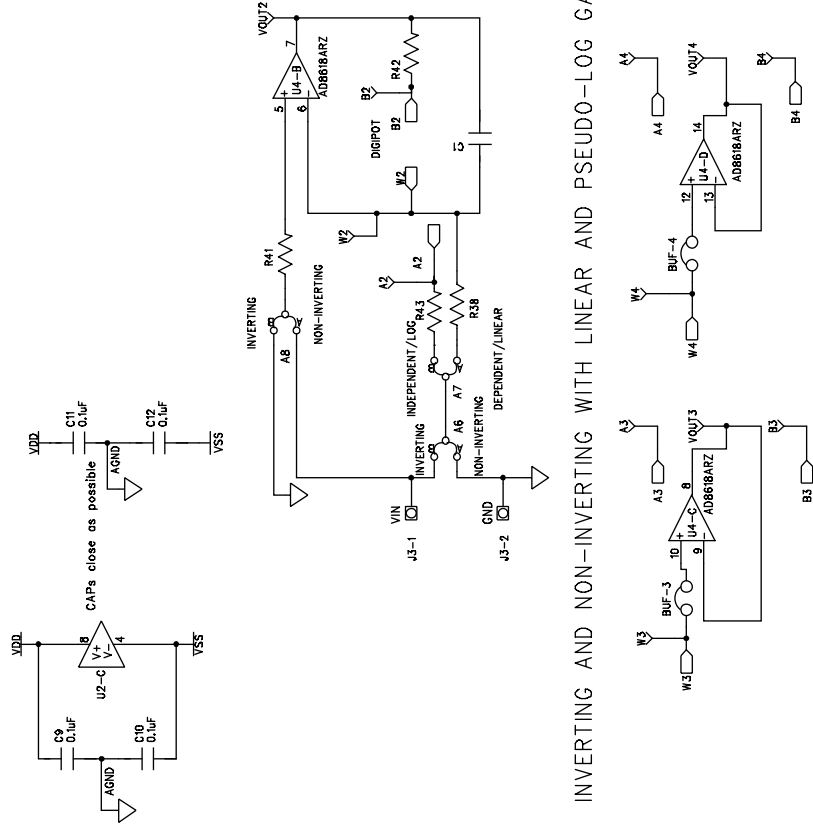 VDD
C9
0.1uF
AGND
C10
0.1uF
8
V+
V-
U2-C
4
VSS
CAPs close as possible
VDD
C11
0.1uF
AGND
C12
0.1uF
VSS
VOUT2
7
U4-B
AD8618ARZ
+
-
5
6
R42
B2
B2
DIGIPOT
W2
C1
W2
R41
INVERTING
B
A
A8
NON-INVERTING
A2
A2
R43
R38
INDEPENDENT/LOG
B
A
A7
DEPENDENT/LINEAR
INVERTING
B
A
A6
NON-INVERTING
VIN
J3-1
GND
J3-2
INVERTING AND NON-INVERTING WITH LINEAR AND PSEUDO-LOG GA
W3
W3
BUF-3
10
9
+
-
U4-C
8
AD8618ARZ
VOUT3
A3
A3
B3
B3
W4
W4
BUF-4
12
13
+
-
U4-D
14
AD8618ARZ
VOUT4
A4
A4
B4
B4